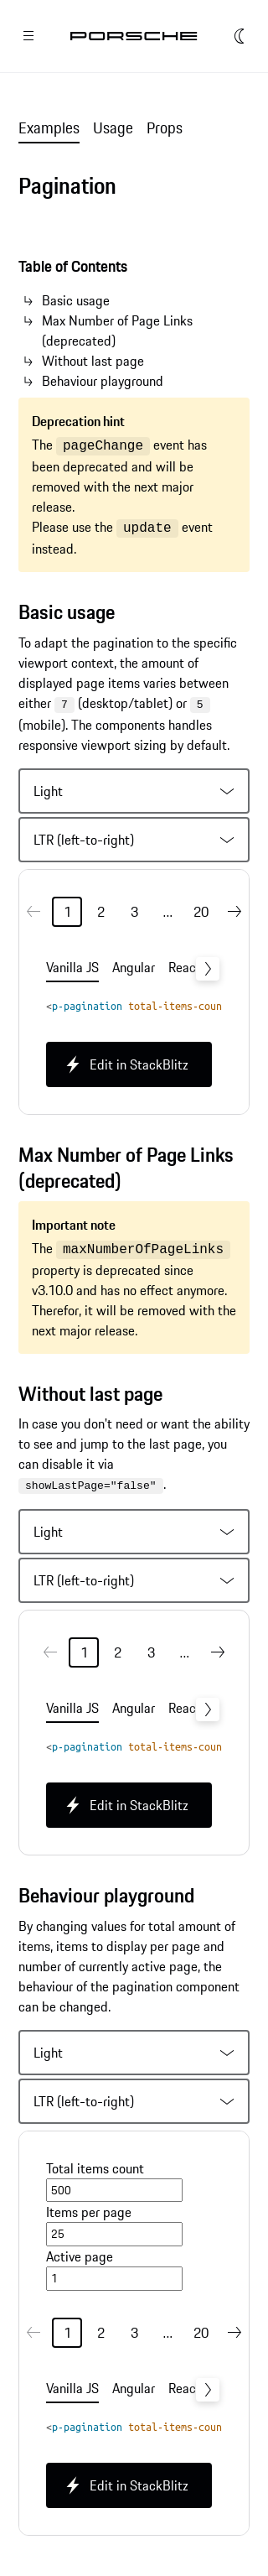 PORSCHE
Examples Usage Props
Pagination
Table of Contents
Basic usage
Max Number of Page Links
(deprecated)
Without last page
Behaviour playground
Deprecation hint
The pageChange event has
been deprecated and will be
removed with the next major
release.
Please use the update event
instead.
Basic usage
To adapt the pagination to the specific
viewport context, the amount of
displayed page items varies between
either 7 (desktop/tablet) or 5
(mobile). The components handles
responsive viewport sizing by default.
Light
LTR (left-to-right)
1 2 3 … 20
Vanilla JS Angular Reac
<p-pagination total-items-coun
Edit in StackBlitz
Max Number of Page Links
(deprecated)
Important note
The maxNumberOfPageLinks
property is deprecated since
v3.10.0 and has no effect anymore.
Therefor, it will be removed with the
next major release.
Without last page
In case you don't need or want the ability
to see and jump to the last page, you
can disable it via
showLastPage="false" .
Light
LTR (left-to-right)
1 2 3 …
Vanilla JS Angular Reac
<p-pagination total-items-coun
Edit in StackBlitz
Behaviour playground
By changing values for total amount of
items, items to display per page and
number of currently active page, the
behaviour of the pagination component
can be changed.
Light
LTR (left-to-right)
Total items count
500
Items per page
25
Active page
1
1 2 3 … 20
Vanilla JS Angular Reac
<p-pagination total-items-coun
Edit in StackBlitz